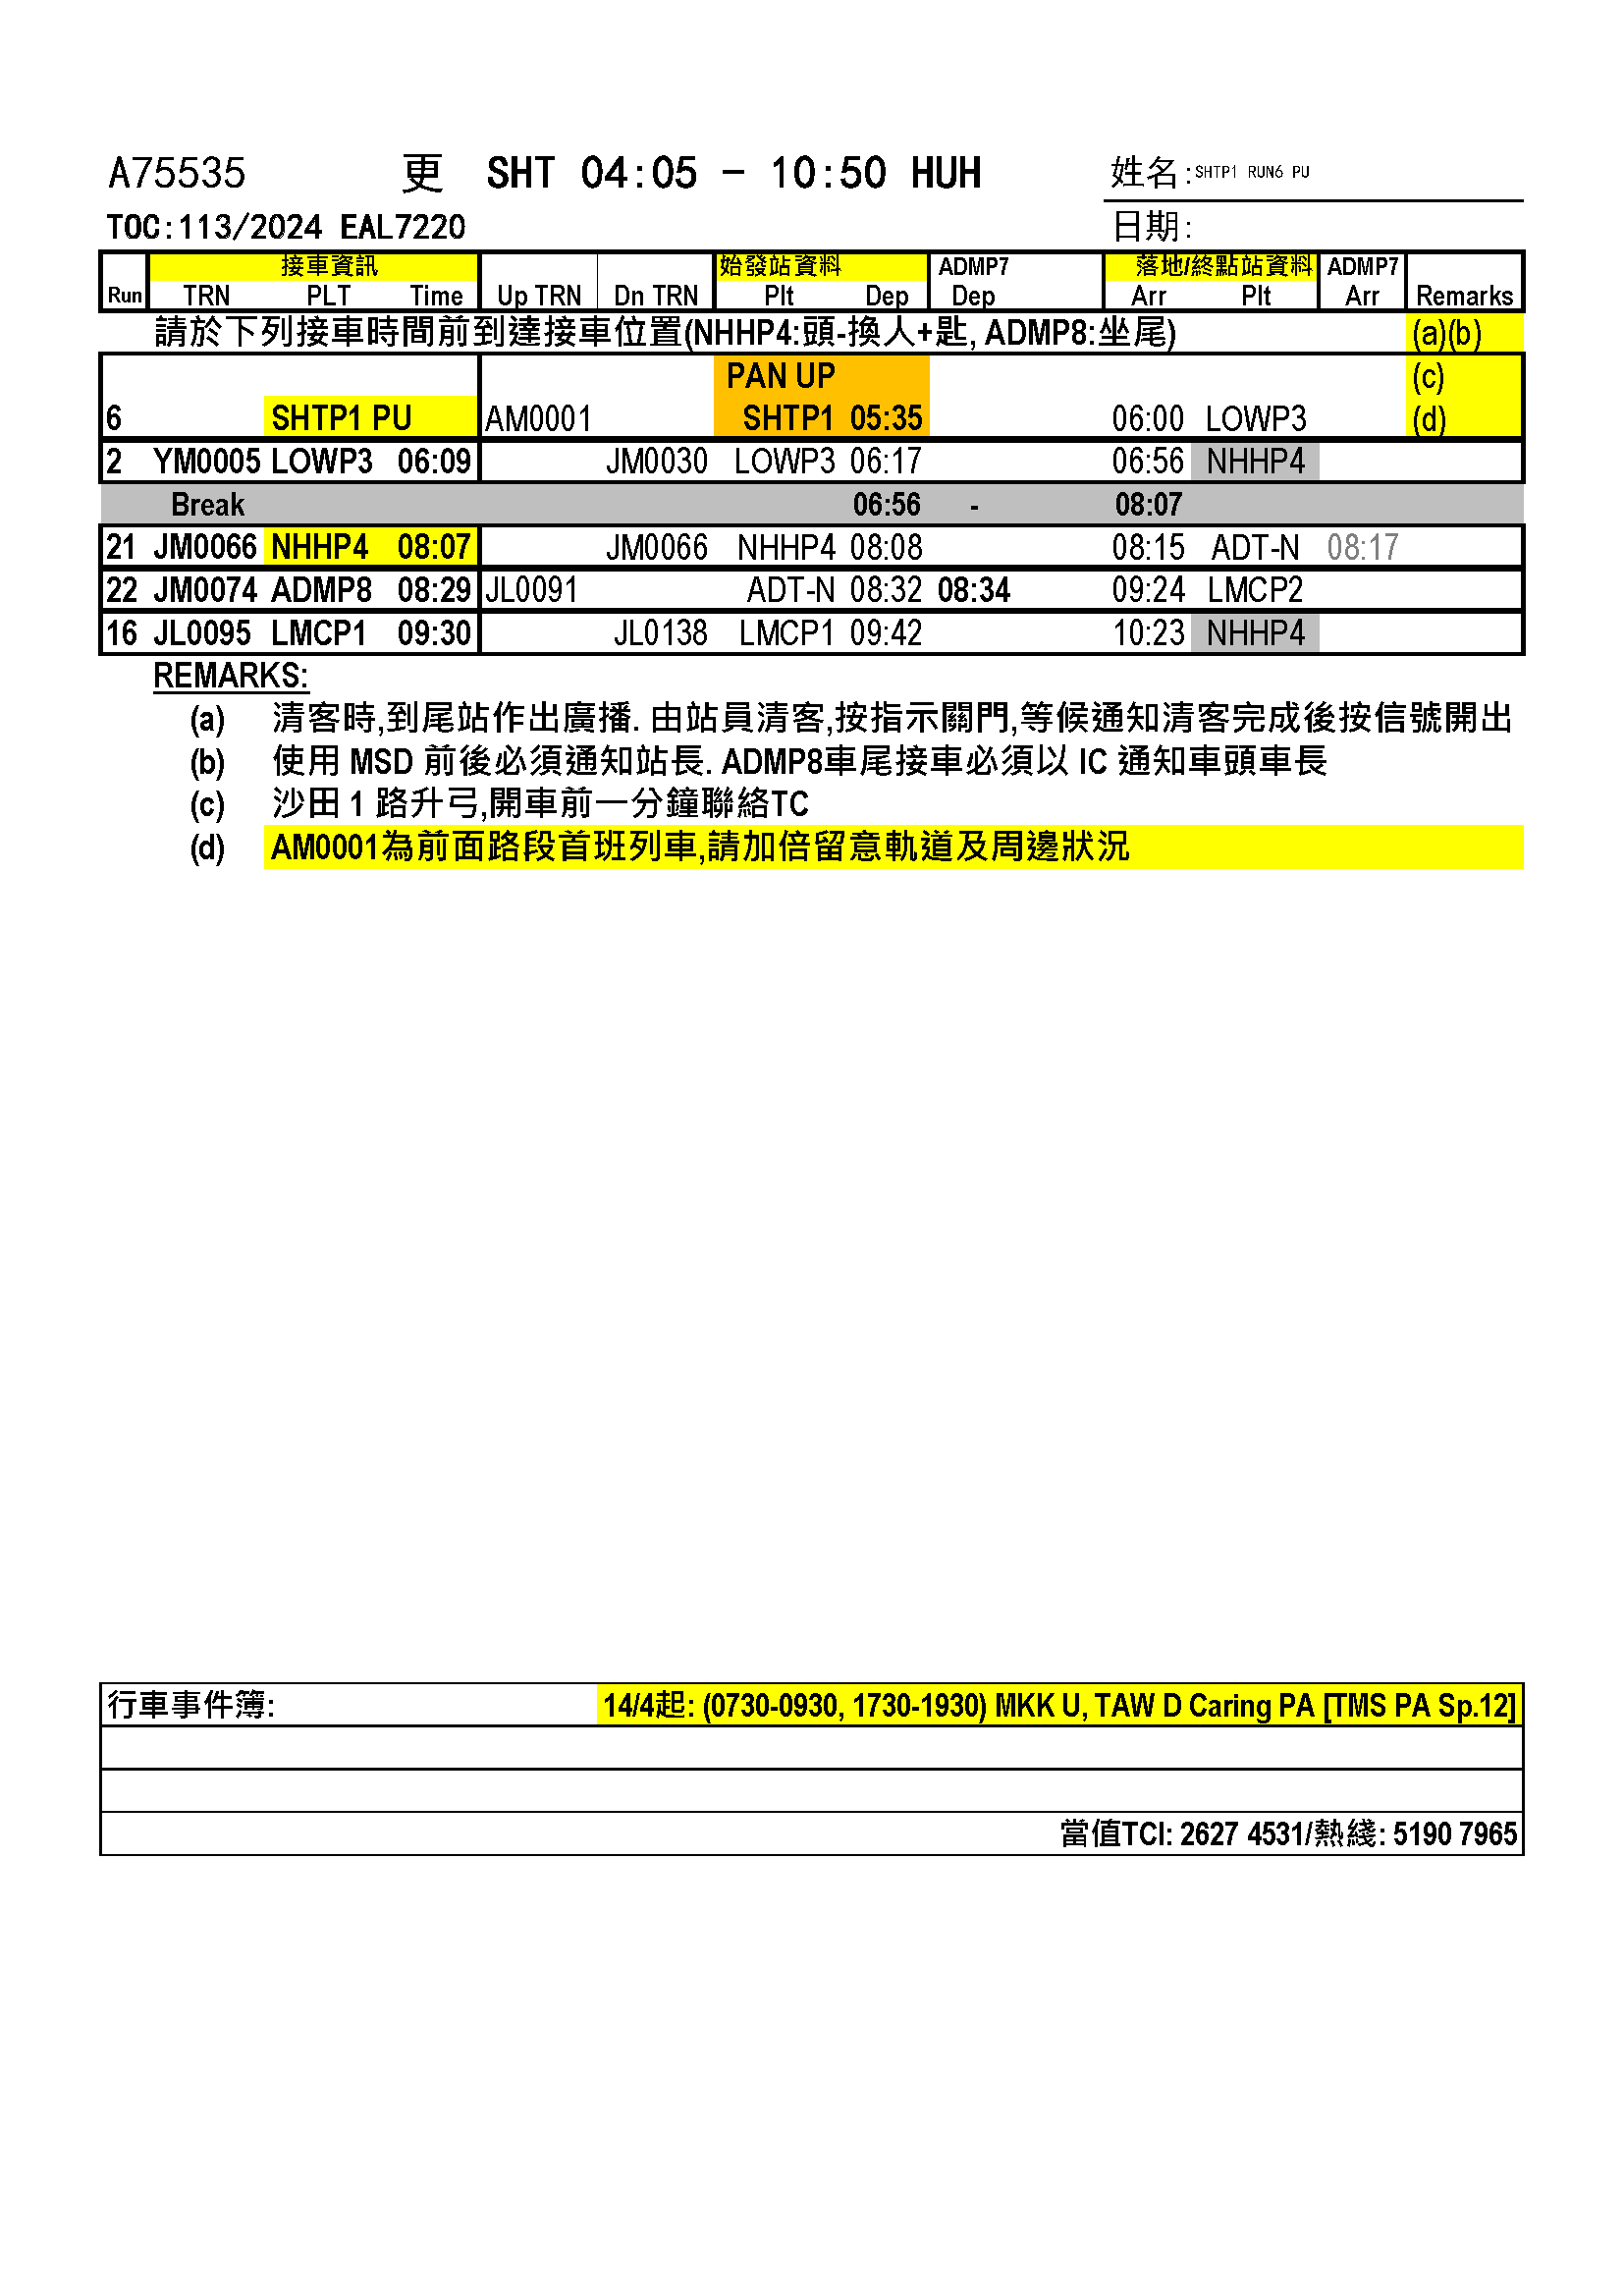 A75535 更 SHT 04:05 - 10:50 HUH 姓名:SHTP1 RUN6 PU
TOC:113/2024 EAL7220 日期:
接車資訊 始發站資料 ADMP7 落地/終點站資料 ADMP7
Run TRN PLT Time Up TRN Dn TRN Plt Dep Dep Arr Plt Arr Remarks
請於下列接車時間前到達接車位置(NHHP4:頭-換人+匙, ADMP8:坐尾) (a)(b)
PAN UP (c)
6 SHTP1 PU AM0001 SHTP1 05:35 06:00 LOWP3 (d)
2 YM0005 LOWP3 06:09 JM0030 LOWP3 06:17 06:56 NHHP4
Break 06:56 - 08:07
21 JM0066 NHHP4 08:07 JM0066 NHHP4 08:08 08:15 ADT-N 08:17
22 JM0074 ADMP8 08:29 JL0091 ADT-N 08:32 08:34 09:24 LMCP2
16 JL0095 LMCP1 09:30 JL0138 LMCP1 09:42 10:23 NHHP4
REMARKS:
(a) 清客時,到尾站作出廣播. 由站員清客,按指示關門,等候通知清客完成後按信號開出
(b) 使用 MSD 前後必須通知站長. ADMP8車尾接車必須以 IC 通知車頭車長
(c) 沙田 1 路升弓,開車前一分鐘聯絡TC
(d) AM0001為前面路段首班列車,請加倍留意軌道及周邊狀況
行車事件簿: 14/4起: (0730-0930, 1730-1930) MKK U, TAW D Caring PA [TMS PA Sp.12]
當值TCI: 2627 4531/熱綫: 5190 7965